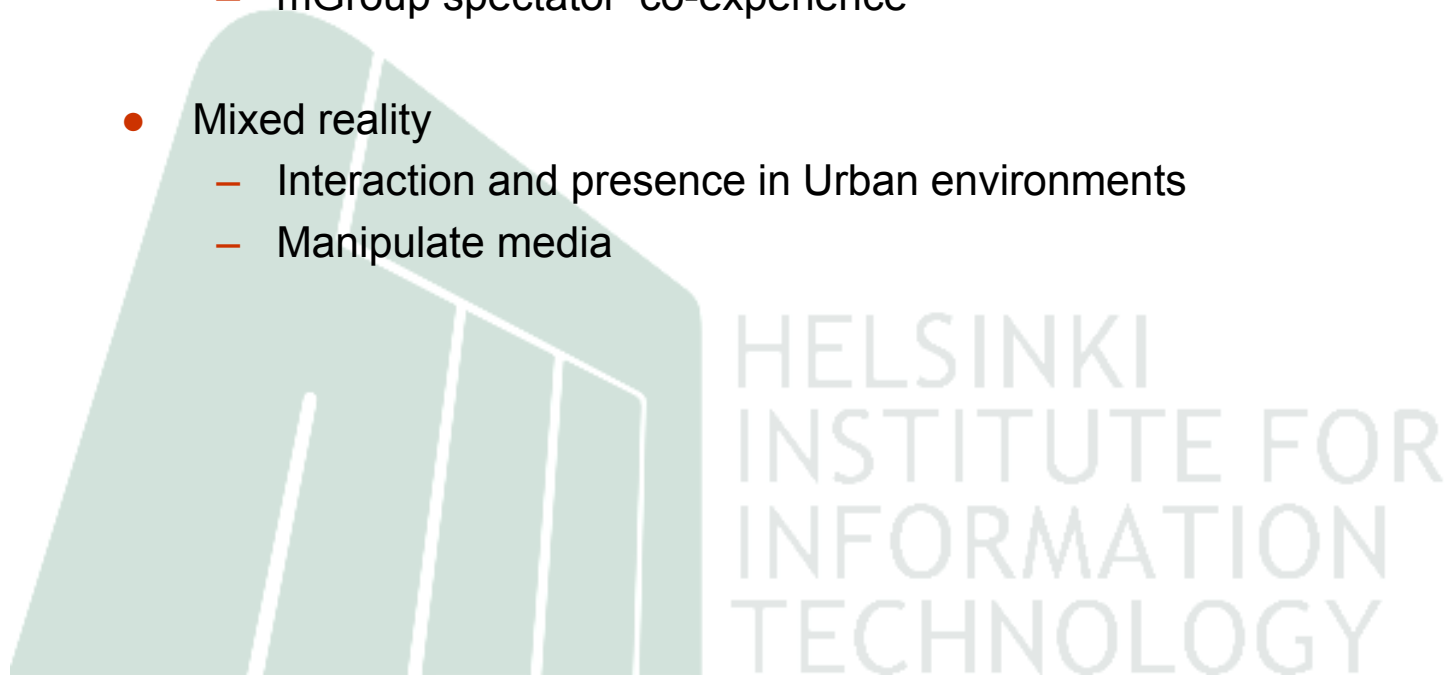 – mGroup spectator co-experience
● Mixed reality
– Interaction and presence in Urban environments
– Manipulate media
HELSINKI
INSTITUTE FOR
INFORMATION
TECHNOLOGY